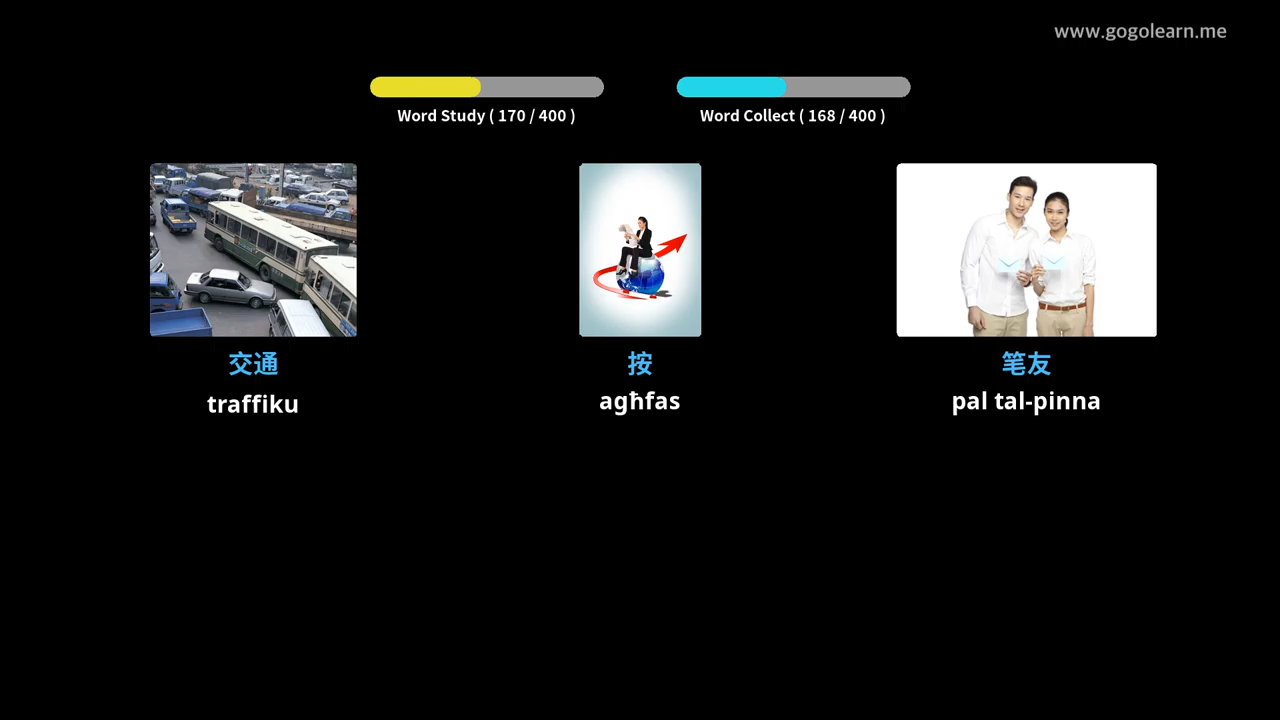 www.gogolearn.me
Word Study ( 170 / 400 )
Word Collect ( 168 / 400 )
交通
按
笔友
traffiku
agħfas
pal tal-pinna